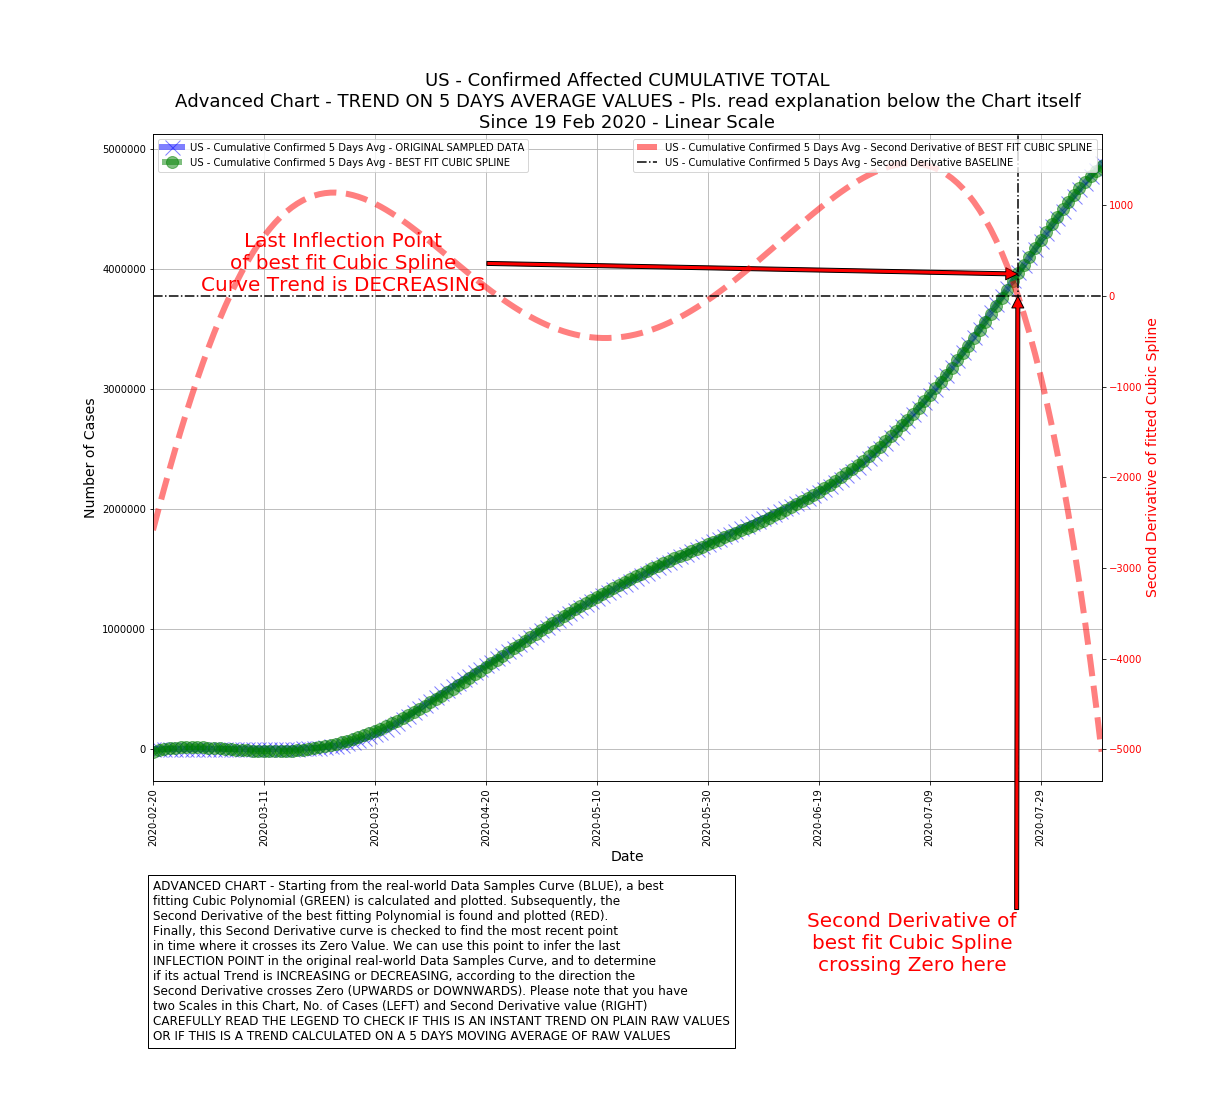 US - Confirmed Affected CUMULATIVE TOTAL
Advanced Chart - TREND ON 5 DAYS AVERAGE VALUES - Pls. read explanation below the Chart itself
Since 19 Feb 2020 - Linear Scale
US - Cumulative Confirmed 5 Days Avg - ORIGINAL SAMPLED DATA
US - Cumulative Confirmed 5 Days Avg - BEST FIT CUBIC SPLINE
US - Cumulative Confirmed 5 Days Avg - Second Derivative of BEST FIT CUBIC SPLINE
US - Cumulative Confirmed 5 Days Avg - Second Derivative BASELINE
Last Inflection Point
of best fit Cubic Spline
Curve Trend is DECREASING
Number of Cases
5000000
4000000
3000000
2000000
1000000
0
1000
0
−1000
−2000
−3000
−4000
−5000
Second Derivative of fitted Cubic Spline
2020-02-20
2020-03-11
2020-03-31
2020-04-20
2020-05-10
2020-05-30
2020-06-19
2020-07-09
2020-07-29
Date
ADVANCED CHART - Starting from the real-world Data Samples Curve (BLUE), a best
fitting Cubic Polynomial (GREEN) is calculated and plotted. Subsequently, the
Second Derivative of the best fitting Polynomial is found and plotted (RED).
Finally, this Second Derivative curve is checked to find the most recent point
in time where it crosses its Zero Value. We can use this point to infer the last
INFLECTION POINT in the original real-world Data Samples Curve, and to determine
if its actual Trend is INCREASING or DECREASING, according to the direction the
Second Derivative crosses Zero (UPWARDS or DOWNWARDS). Please note that you have
two Scales in this Chart, No. of Cases (LEFT) and Second Derivative value (RIGHT)
CAREFULLY READ THE LEGEND TO CHECK IF THIS IS AN INSTANT TREND ON PLAIN RAW VALUES
OR IF THIS IS A TREND CALCULATED ON A 5 DAYS MOVING AVERAGE OF RAW VALUES
Second Derivative of
best fit Cubic Spline
crossing Zero here